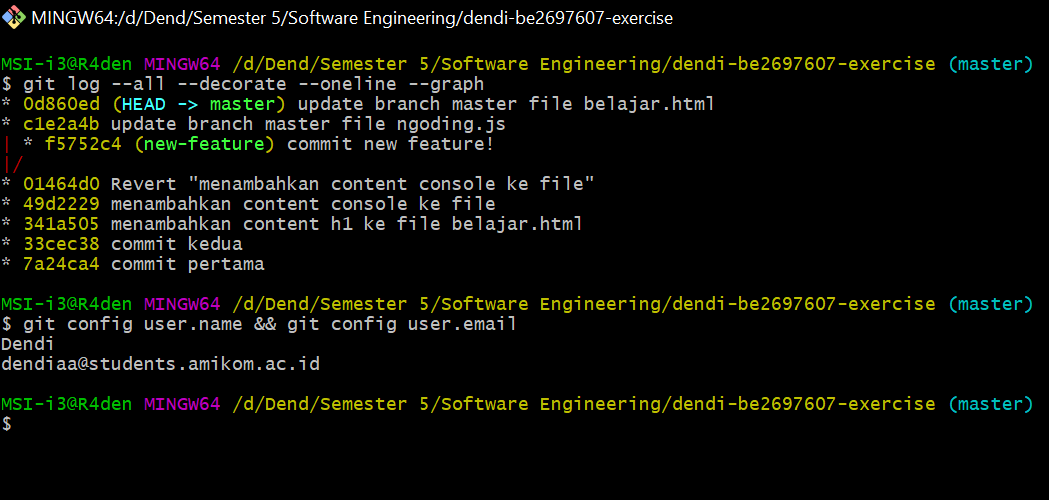 MINGW64:/d/Dend/Semester 5/Software Engineering/dendi-be2697607-exercise
MSI-i3@R4den MINGW64 /d/Dend/Semester 5/Software Engineering/dendi-be2697607-exercise (master)
$ git log --all --decorate --oneline --graph
* 0d860ed (HEAD -> master) update branch master file belajar.html
* c1e2a4b update branch master file ngoding.js
| * f5752c4 (new-feature) commit new feature!
|/
* 01464d0 Revert "menambahkan content console ke file"
* 49d2229 menambahkan content console ke file
* 341a505 menambahkan content h1 ke file belajar.html
* 33cec38 commit kedua
* 7a24ca4 commit pertama
MSI-i3@R4den MINGW64 /d/Dend/Semester 5/Software Engineering/dendi-be2697607-exercise (master)
$ git config user.name && git config user.email
Dendi
dendiaa@students.amikom.ac.id
MSI-i3@R4den MINGW64 /d/Dend/Semester 5/Software Engineering/dendi-be2697607-exercise (master)
$